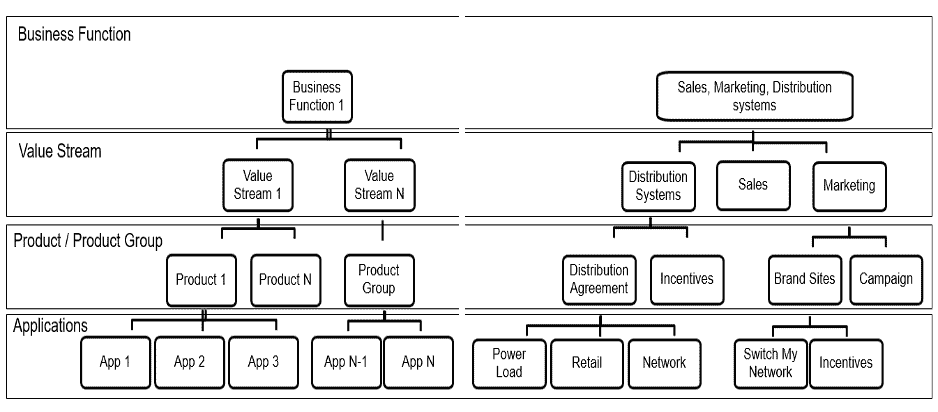 Business Function
Business
Function 1
Sales, Marketing, Distribution
systems
Value Stream
Value
Stream 1
Value
Stream N
Distribution
Systems
Sales
Marketing
Product / Product Group
Product 1
Product N
Product
Group
Distribution
Agreement
Incentives
Brand Sites
Campaign
Applications
App 1
App 2
App 3
App N-1
App N
Power
Load
Retail
Network
Switch My
Network
Incentives